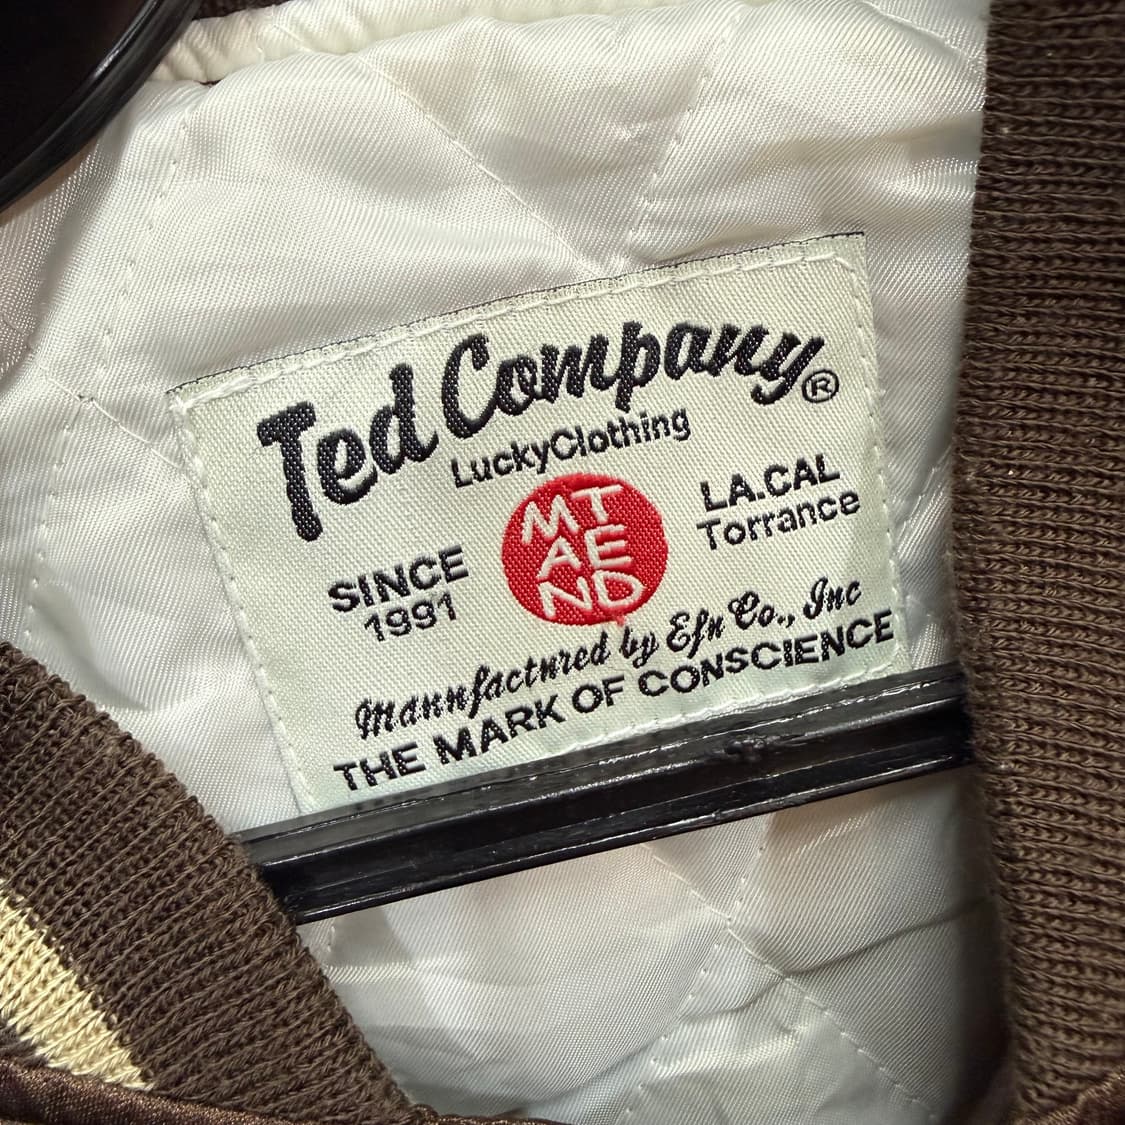 Ted Company®
LuckyClothing
SINCE
1991
MT
AE
ND
LA.CAL
Torrance
Mannfactnred by Efn Co., Inc
THE MARK OF CONSCIENCE